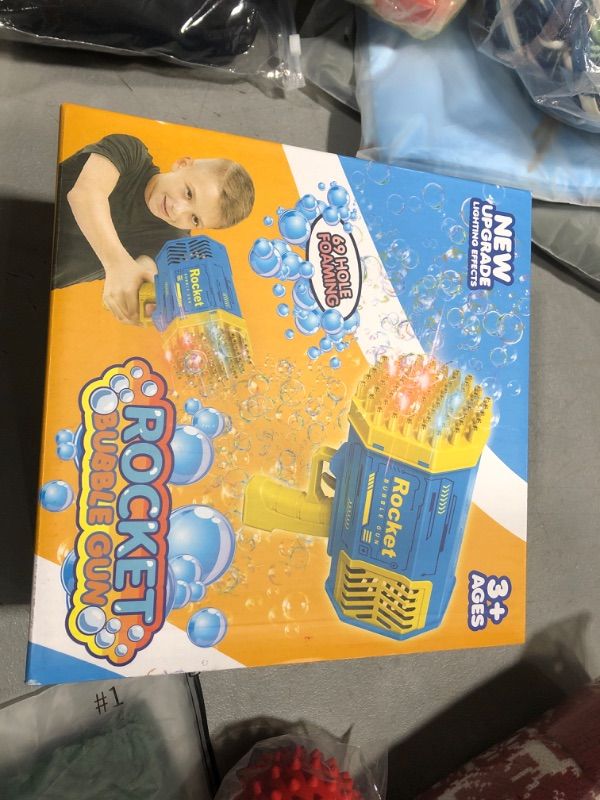 NEW
UPGRADE
LIGHTING EFFECTS
69 HOLE
FOAMING
Rocket
BUBBLE GUN
Rocket
BUBBLE GUN
3+
AGES
ROCKET
BUBBLE GUN
#1